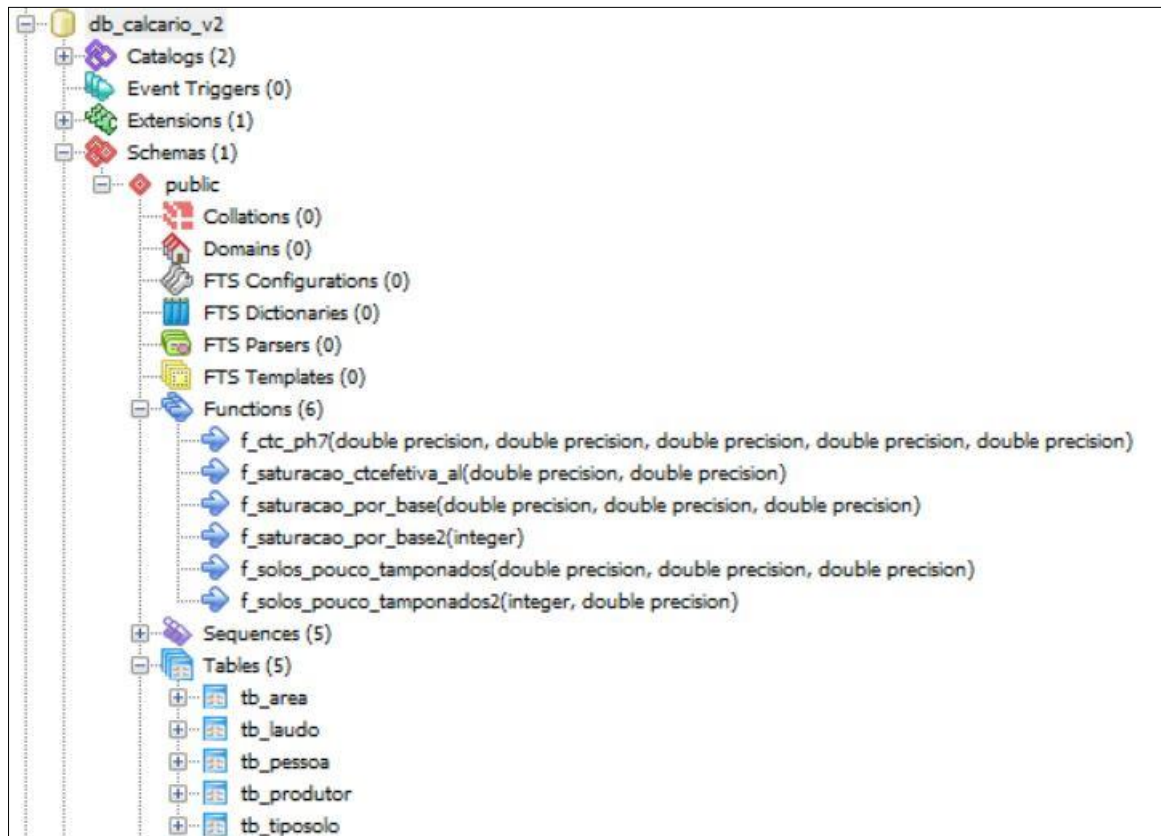 db_calcario_v2
Catalogs (2)
Event Triggers (0)
Extensions (1)
Schemas (1)
public
Collations (0)
Domains (0)
FTS Configurations (0)
FTS Dictionaries (0)
FTS Parsers (0)
FTS Templates (0)
Functions (6)
f_ctc_ph7(double precision, double precision, double precision, double precision, double precision)
f_saturacao_ctcefetiva_al(double precision, double precision)
f_saturacao_por_base(double precision, double precision, double precision)
f_saturacao_por_base2(integer)
f_solos_pouco_tamponados(double precision, double precision, double precision)
f_solos_pouco_tamponados2(integer, double precision)
Sequences (5)
Tables (5)
tb_area
tb_laudo
tb_pessoa
tb_produtor
tb_tiposolo